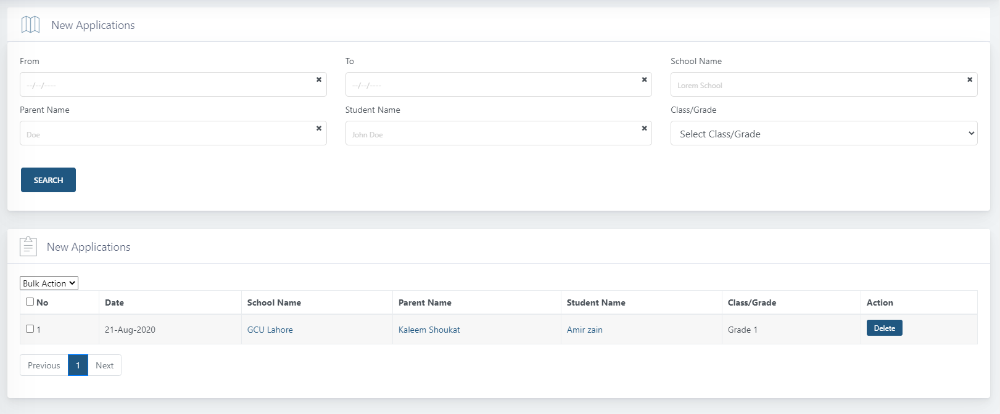 New Applications
From To School Name
--/--/---- ✖ --/--/---- ✖ Lorem School ✖
Parent Name Student Name Class/Grade
Doe ✖ John Doe ✖ Select Class/Grade
SEARCH
New Applications
Bulk Action
No Date School Name Parent Name Student Name Class/Grade Action
1 21-Aug-2020 GCU Lahore Kaleem Shoukat Amir zain Grade 1 Delete
Previous 1 Next